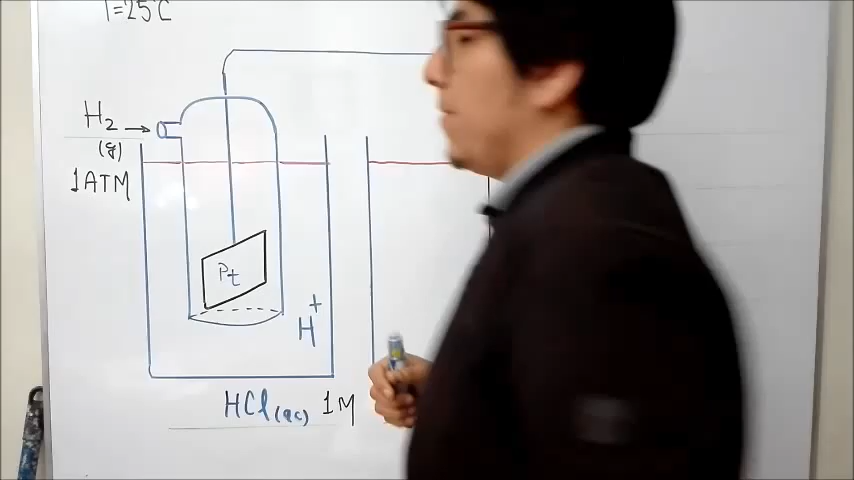 T=25°C
H₂
(g)
1ATM
Pt
H⁺
HCl(ac) 1M